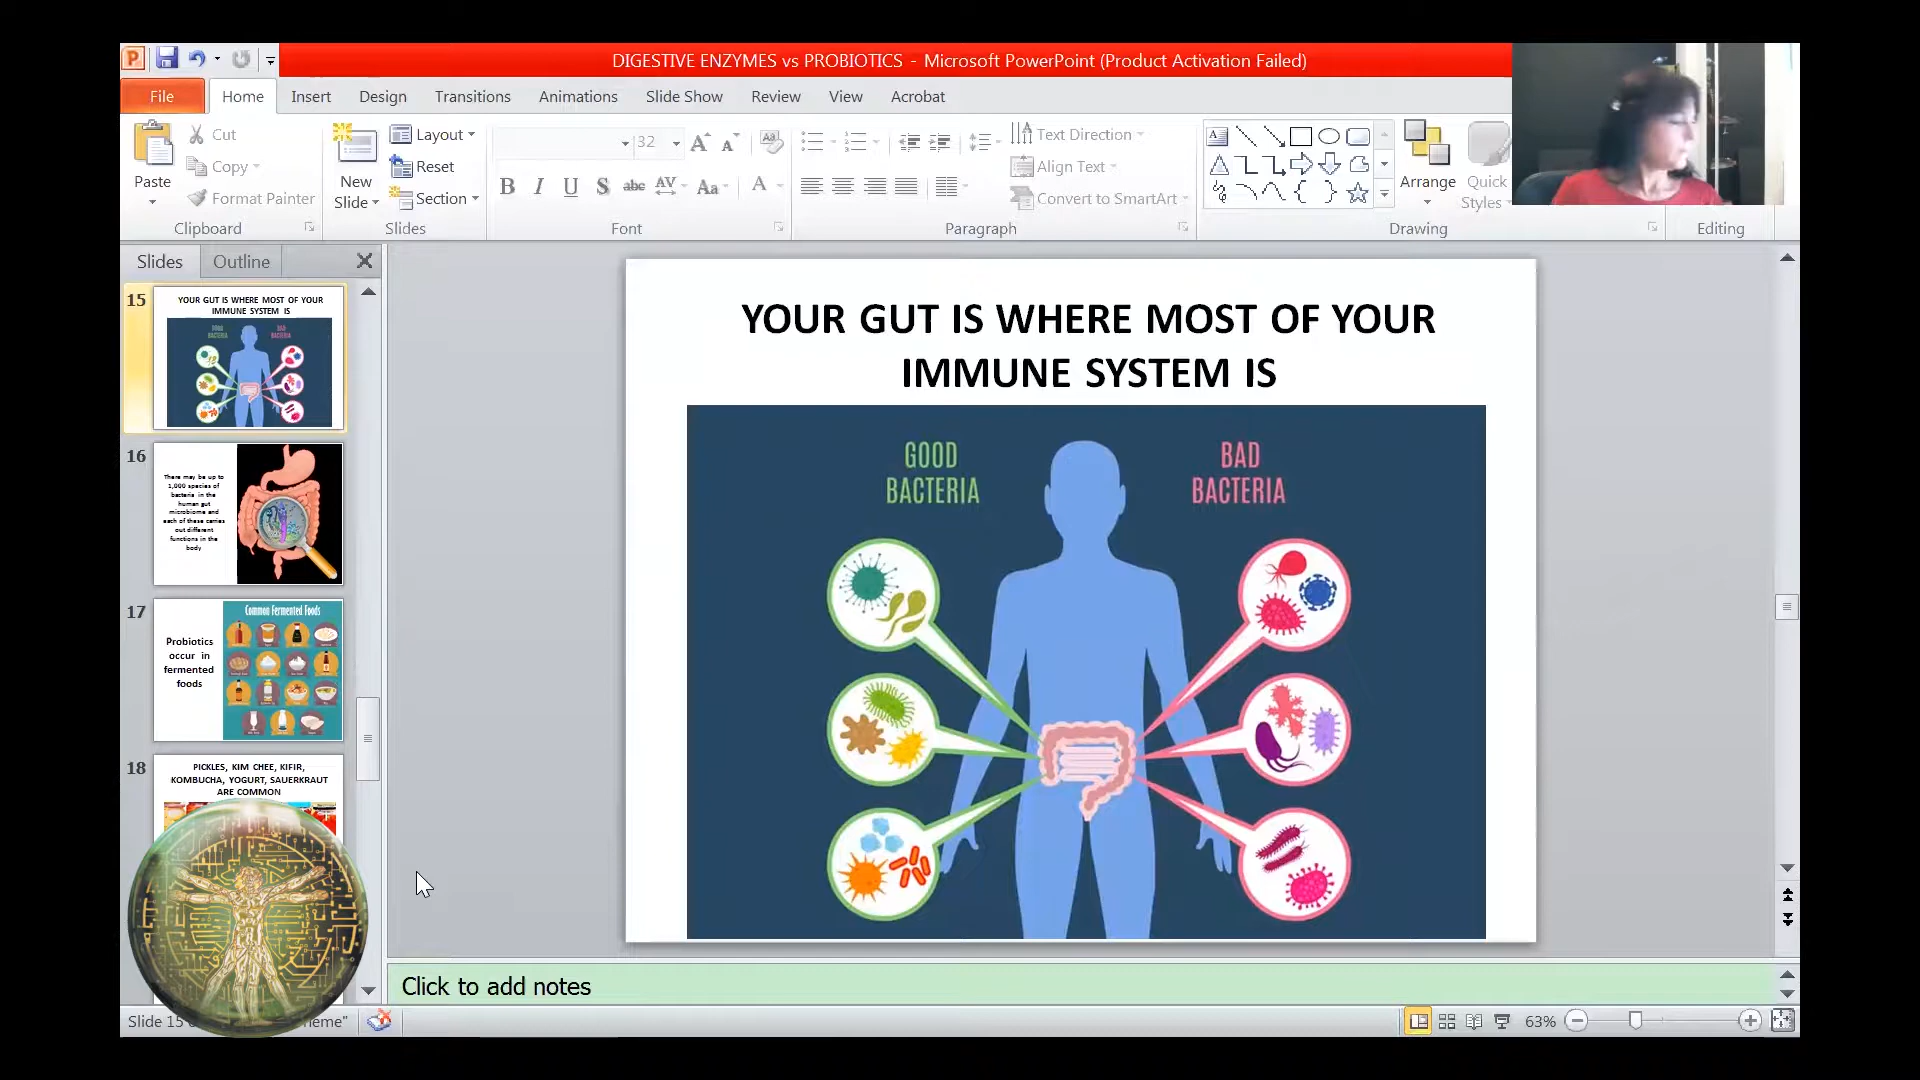 DIGESTIVE ENZYMES vs PROBIOTICS - Microsoft PowerPoint (Product Activation Failed)
File
Home
Insert
Design
Transitions
Animations
Slide Show
Review
View
Acrobat
Paste
Cut
Copy
Format Painter
Clipboard
New
Slide
Layout
Reset
Section
Slides
32
Font
Text Direction
Align Text
Convert to SmartArt
Paragraph
Arrange
Quick
Styles
Drawing
Editing
Slides
Outline
15
YOUR GUT IS WHERE MOST OF YOUR
IMMUNE SYSTEM IS
GOOD
BACTERIA
BAD
BACTERIA
16
There may be up to
1,000 species of
bacteria in the
human gut
microbiome and
each of these carries
out different
functions in the
body
17
Probiotics
occur in
fermented
foods
Common Fermented Foods
18
PICKLES, KIM CHEE, KIFIR,
KOMBUCHA, YOGURT, SAUERKRAUT
ARE COMMON
YOUR GUT IS WHERE MOST OF YOUR
IMMUNE SYSTEM IS
GOOD
BACTERIA
BAD
BACTERIA
Click to add notes
Slide 15
63%